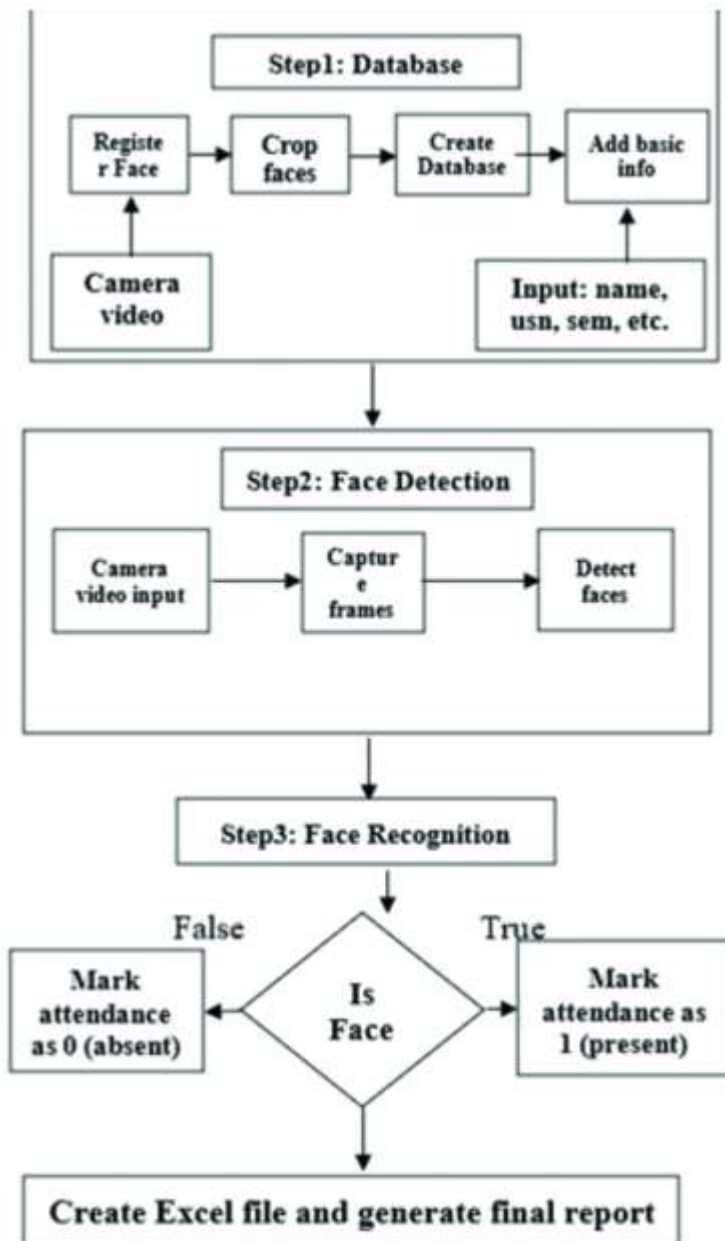 Step1: Database
Registe
r Face
Crop
faces
Create
Database
Add basic
info
Camera
video
Input: name,
usn, sem, etc.
Step2: Face Detection
Camera
video input
Captur
e
frames
Detect
faces
Step3: Face Recognition
False
True
Mark
attendance
as 0 (absent)
Is
Face
Mark
attendance as
1 (present)
Create Excel file and generate final report